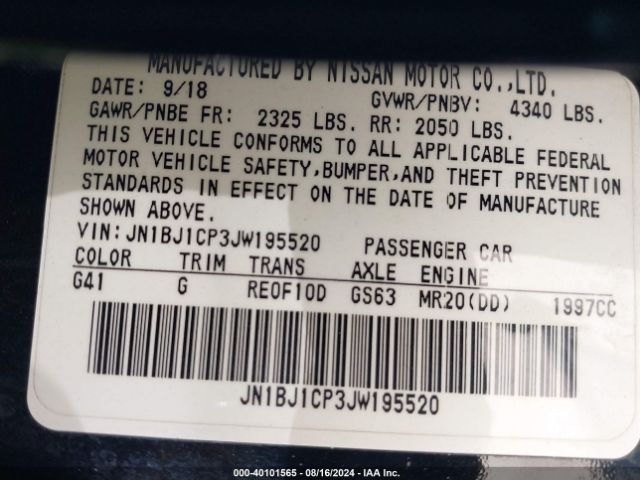 MANUFACTURED BY NISSAN MOTOR CO.,LTD.
DATE: 9/18 GVWR/PNBV: 4340 LBS.
GAWR/PNBE FR: 2325 LBS. RR: 2050 LBS.
THIS VEHICLE CONFORMS TO ALL APPLICABLE FEDERAL
MOTOR VEHICLE SAFETY,BUMPER,AND THEFT PREVENTION
STANDARDS IN EFFECT ON THE DATE OF MANUFACTURE
SHOWN ABOVE.
VIN:JN1BJ1CP3JW195520 PASSENGER CAR
COLOR TRIM TRANS AXLE ENGINE
G41 G RE0F10D GS63 MR20(DD) 1997CC
JN1BJ1CP3JW195520
000-40101565 - 08/16/2024 - IAA Inc.